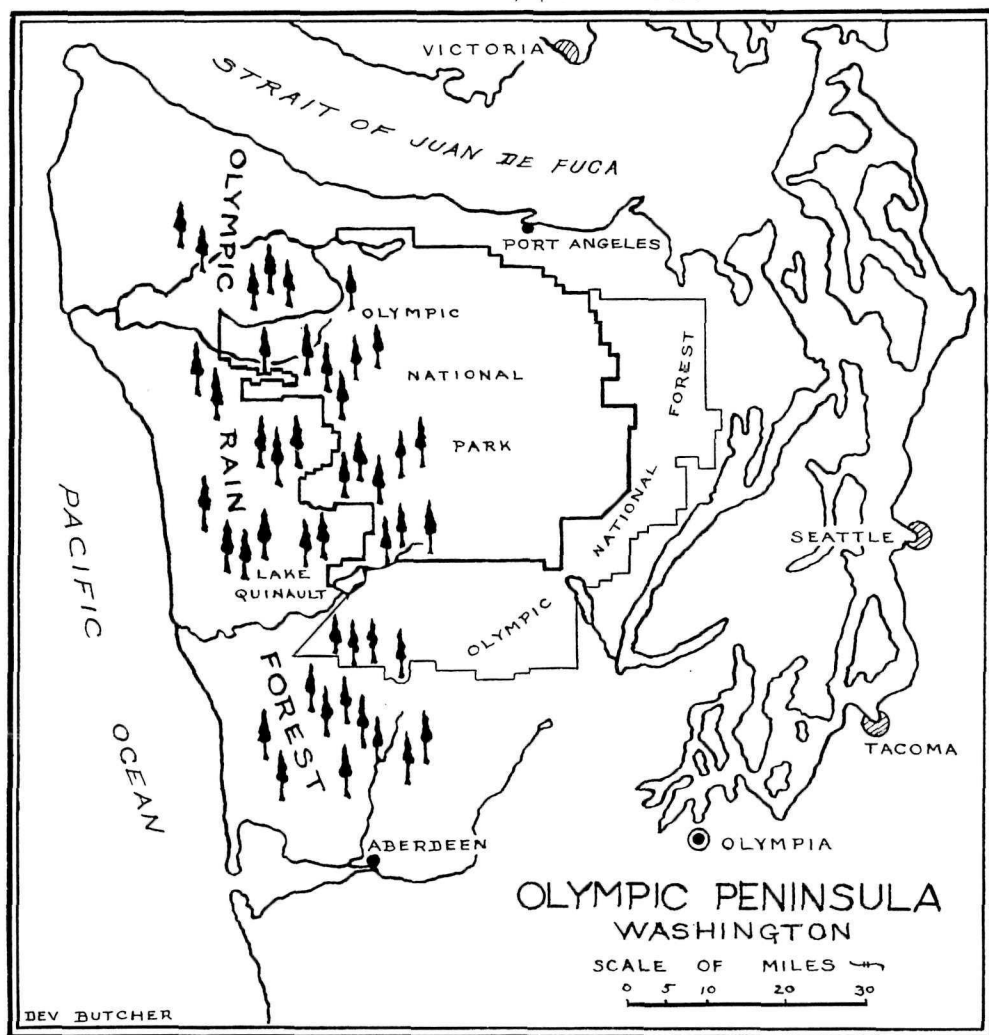 VICTORIA
STRAIT OF JUAN DE FUCA
OLYMPIC
PORT ANGELES
OLYMPIC
NATIONAL
PARK
FOREST
NATIONAL
OLYMPIC
RAIN
PACIFIC
OCEAN
SEATTLE
LAKE
QUINAULT
FOREST
TACOMA
ABERDEEN
OLYMPIA
OLYMPIC PENINSULA
WASHINGTON
SCALE OF MILES
0 5 10 20 30
DEV BUTCHER